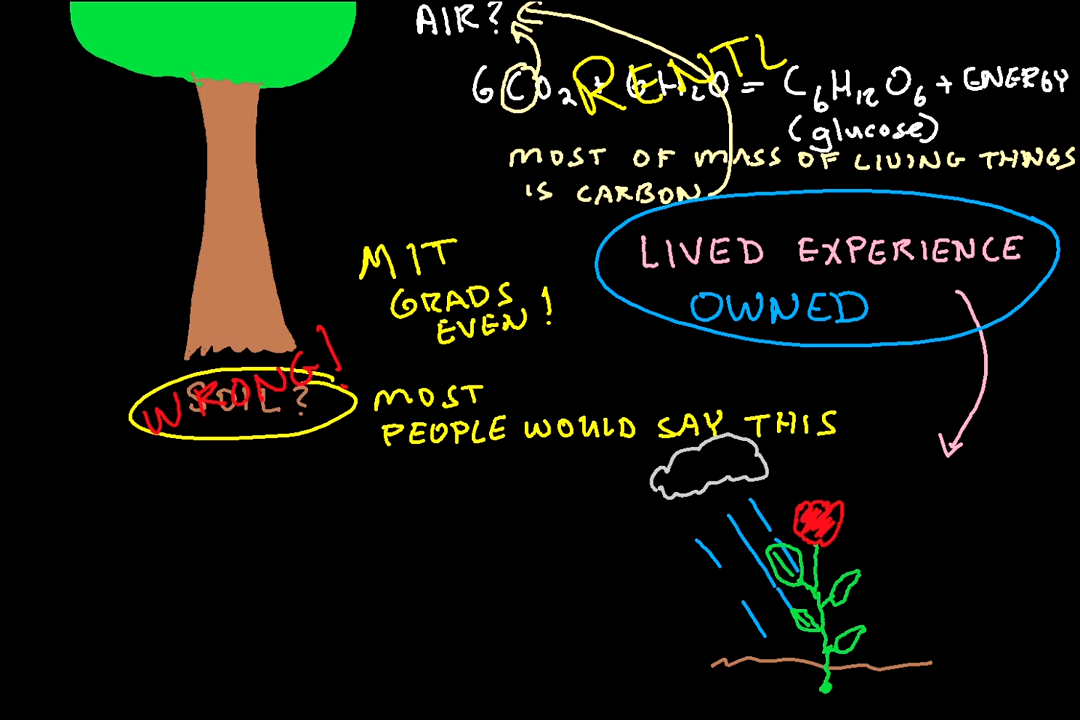 AIR?
6CO₂ + 6H₂O = C₆H₁₂O₆ + ENERGY
RENTL
(glucose)
MOST OF MASS OF LIVING THINGS
IS CARBON
LIVED EXPERIENCE
OWNED
MIT
GRADS
EVEN!
WRONG!
SOIL?
MOST
PEOPLE WOULD SAY THIS